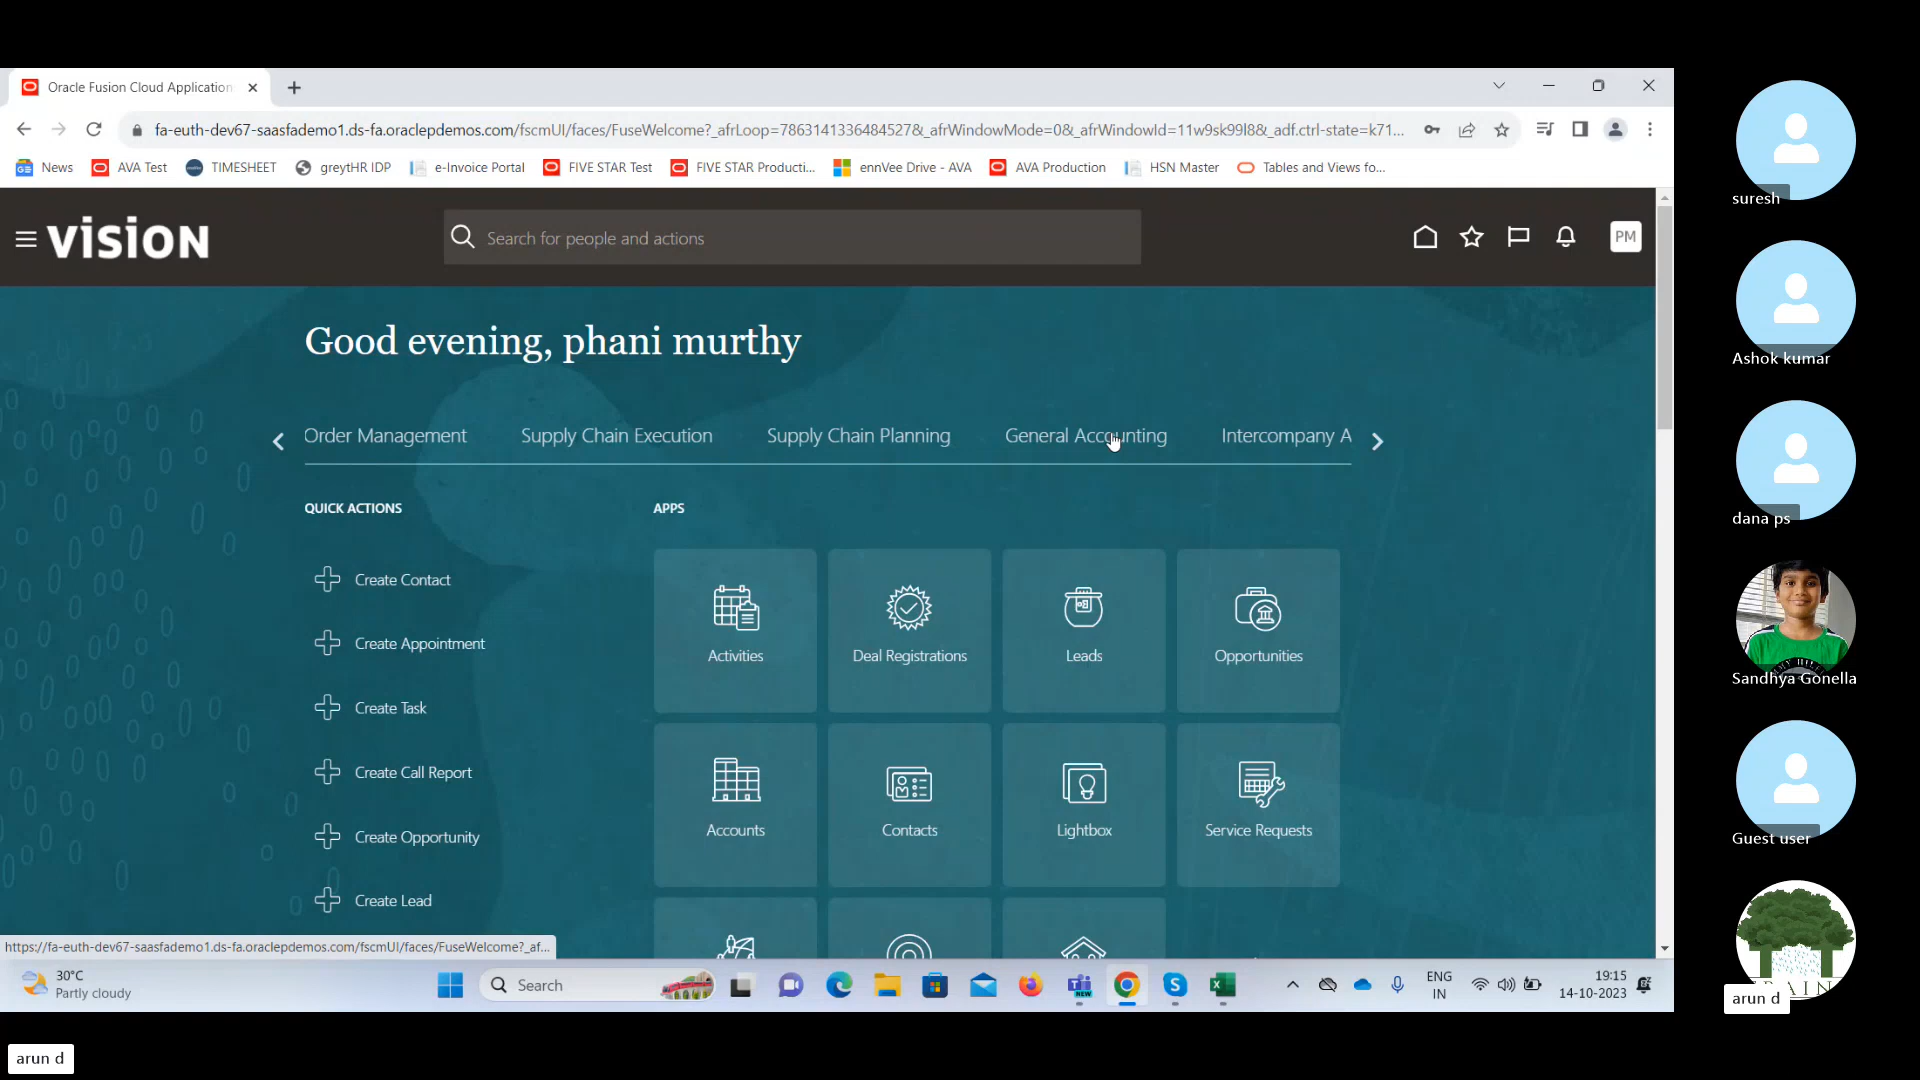 Oracle Fusion Cloud Application
fa-euth-dev67-saasfademo1.ds-fa.oraclepdemos.com/fscmUI/faces/FuseWelcome?_afrLoop=7863141336484527&_afrWindowMode=0&_afrWindowId=11w9sk99l8&_adf.ctrl-state=k71...
News AVA Test TIMESHEET greytHR IDP e-Invoice Portal FIVE STAR Test FIVE STAR Producti... ennVee Drive - AVA AVA Production HSN Master Tables and Views fo...
VISION
Search for people and actions
PM
Good evening, phani murthy
Order Management Supply Chain Execution Supply Chain Planning General Accounting Intercompany A
QUICK ACTIONS
APPS
Create Contact
Create Appointment
Create Task
Create Call Report
Create Opportunity
Create Lead
Activities Deal Registrations Leads Opportunities
Accounts Contacts Lightbox Service Requests
https://fa-euth-dev67-saasfademo1.ds-fa.oraclepdemos.com/fscmUI/faces/FuseWelcome?_af...
30°C
Partly cloudy
Search
NEW
ENG
IN
19:15
14-10-2023
suresh
Ashok kumar
dana ps
Sandhya Gonella
Guest user
arun d
arun d